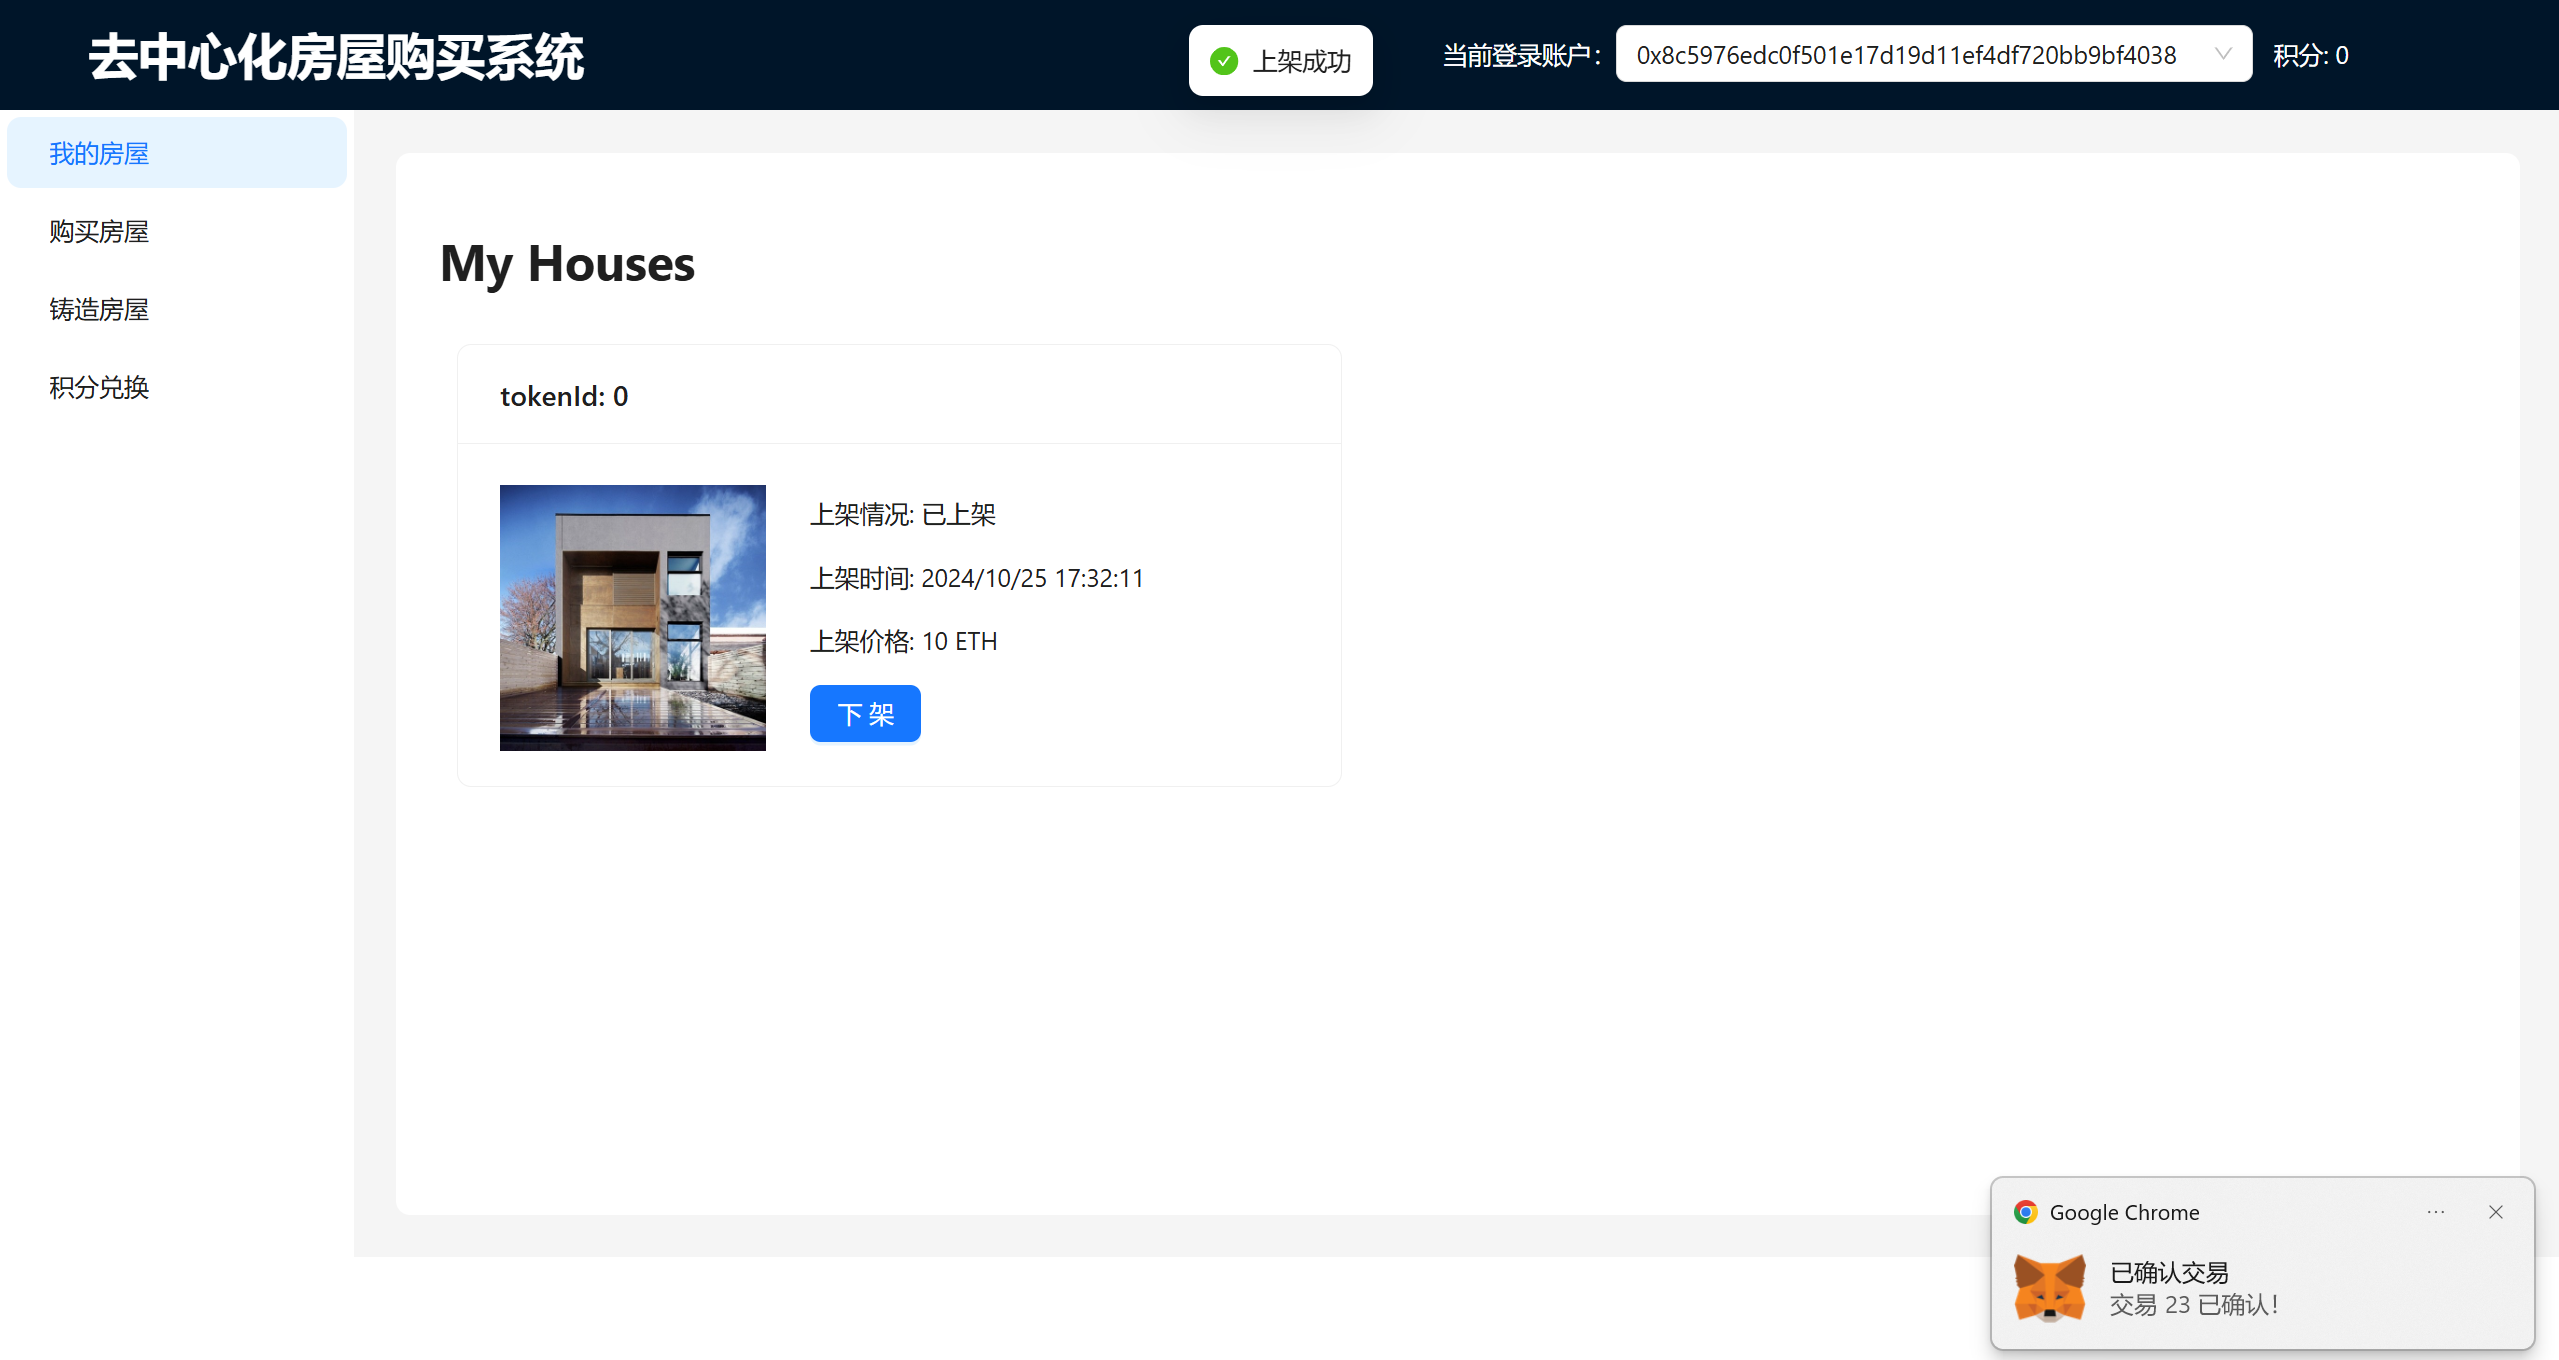 去中心化房屋购买系统
上架成功
当前登录账户：
0x8c5976edc0f501e17d19d11ef4df720bb9bf4038
积分: 0
我的房屋
购买房屋
铸造房屋
积分兑换
My Houses
tokenId: 0
上架情况: 已上架
上架时间: 2024/10/25 17:32:11
上架价格: 10 ETH
下 架
Google Chrome
已确认交易
交易 23 已确认！